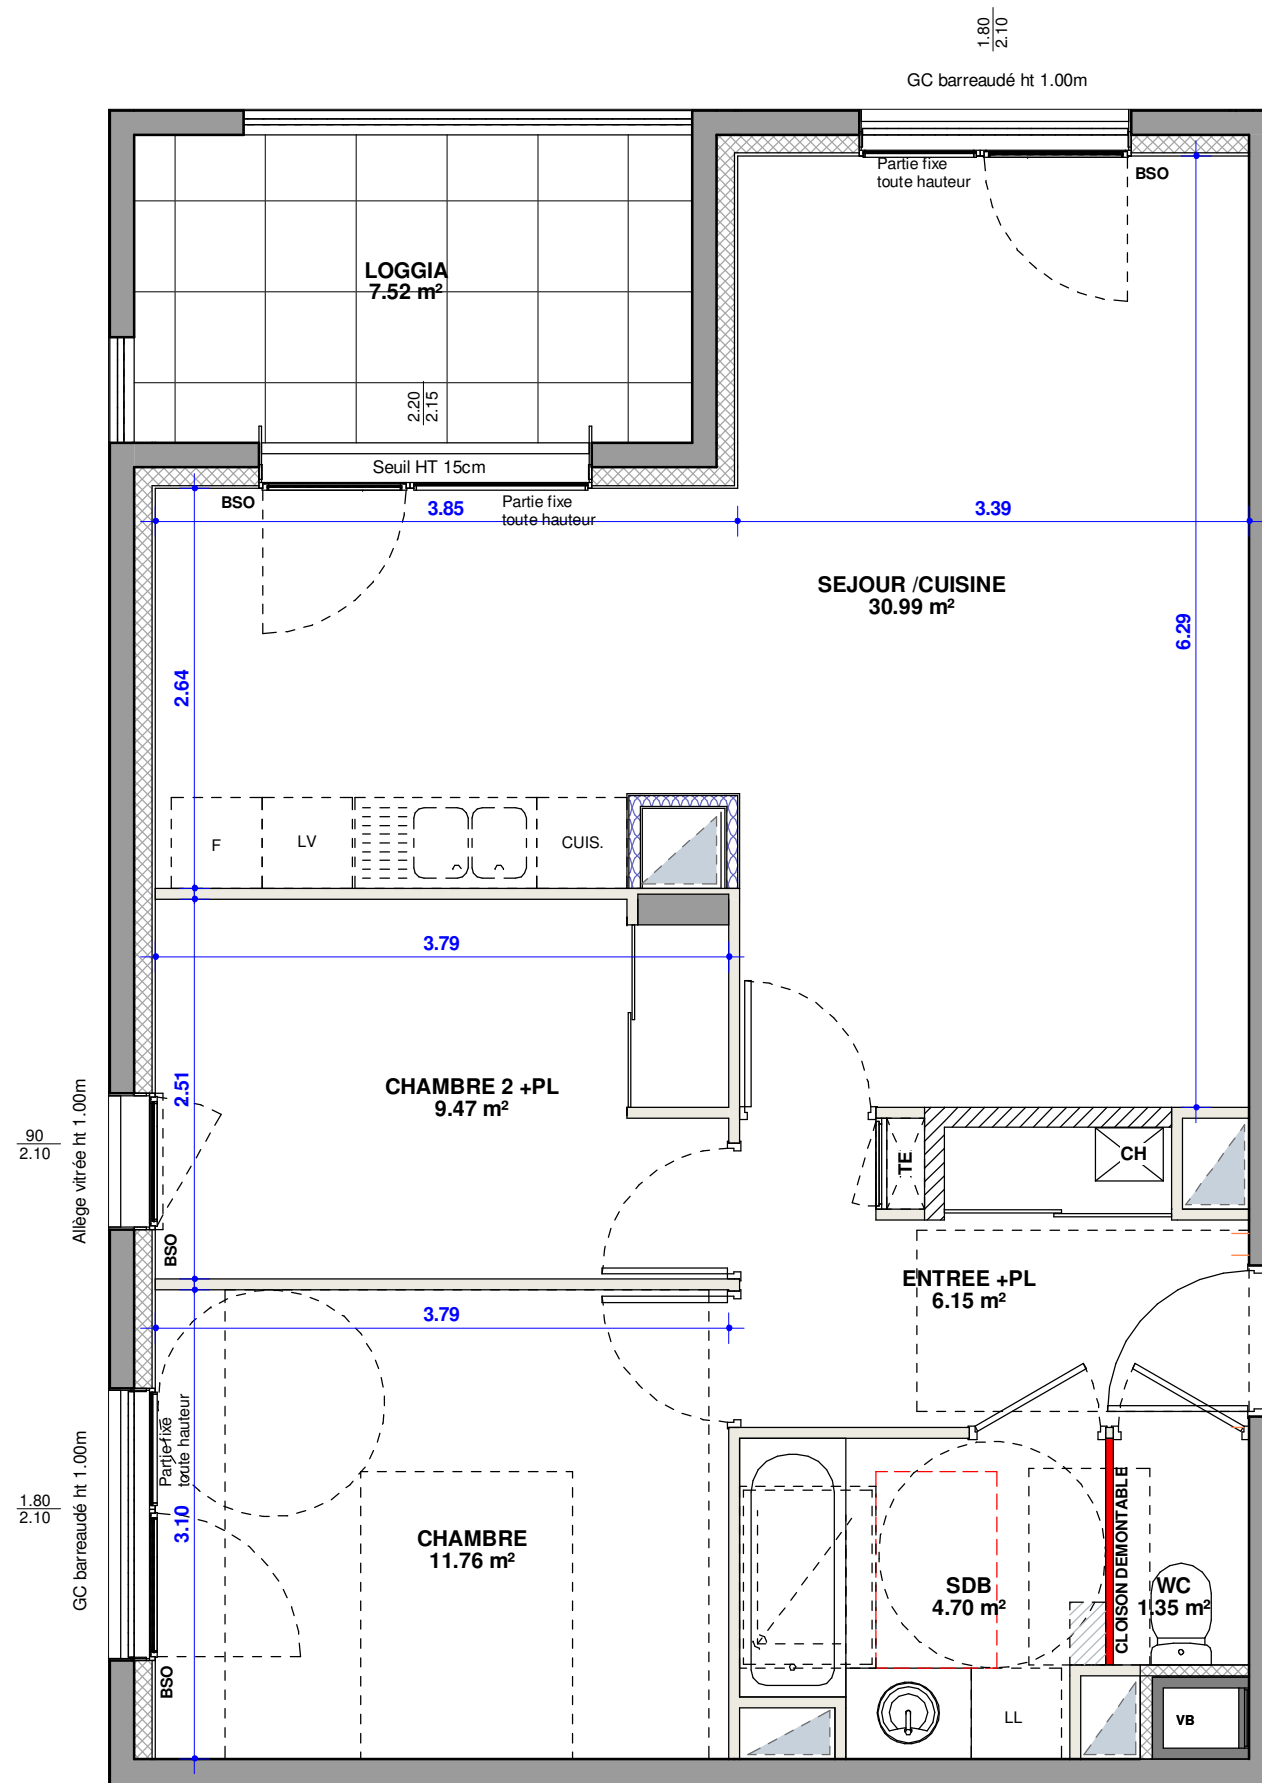 1.80
2.10
GC barreaudé ht 1.00m
Partie fixe
toute hauteur
BSO
LOGGIA
7.52 m²
2.20
2.15
Seuil HT 15cm
BSO
Partie fixe
toute hauteur
3.85
3.39
SEJOUR /CUISINE
30.99 m²
6.29
2.64
F
LV
CUIS.
3.79
CHAMBRE 2 +PL
9.47 m²
2.51
90
2.10
Allège vitrée ht 1.00m
BSO
TE
CH
ENTREE +PL
6.15 m²
3.79
Partie fixe
toute hauteur
1.80
2.10
GC barreaudé ht 1.00m
3.10
CHAMBRE
11.76 m²
BSO
SDB
4.70 m²
CLOISON DEMONTABLE
WC
1.35 m²
LL
VB